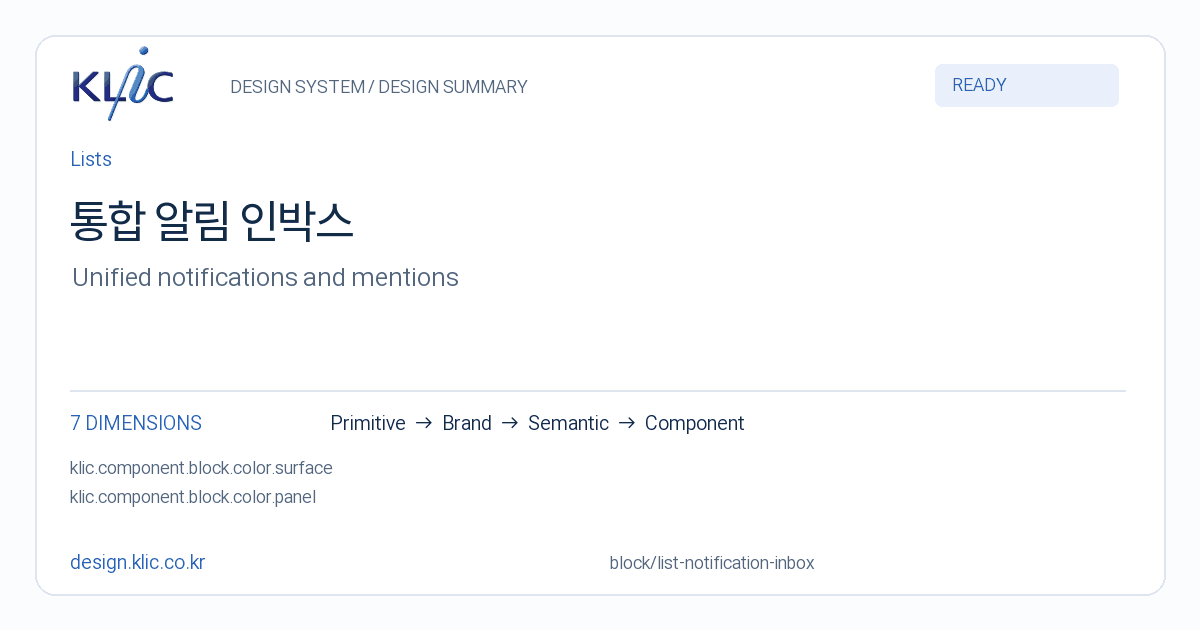 KLiC
DESIGN SYSTEM / DESIGN SUMMARY
READY
Lists
통합 알림 인박스
Unified notifications and mentions
7 DIMENSIONS
Primitive → Brand → Semantic → Component
klic.component.block.color.surface
klic.component.block.color.panel
design.klic.co.kr
block/list-notification-inbox